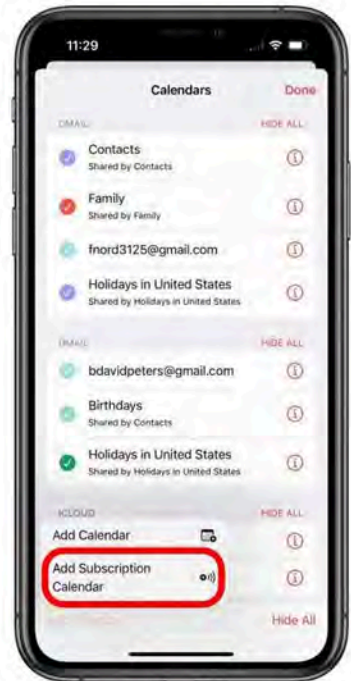 11:29
Calendars
Done
GMAIL
HIDE ALL
Contacts
Shared by Contacts
Family
Shared by Family
fnord3125@gmail.com
Holidays in United States
Shared by Holidays in United States
GMAIL
HIDE ALL
bdavidpeters@gmail.com
Birthdays
Shared by Contacts
Holidays in United States
Shared by Holidays in United States
ICLOUD
HIDE ALL
Add Calendar
Add Subscription
Calendar
Hide All